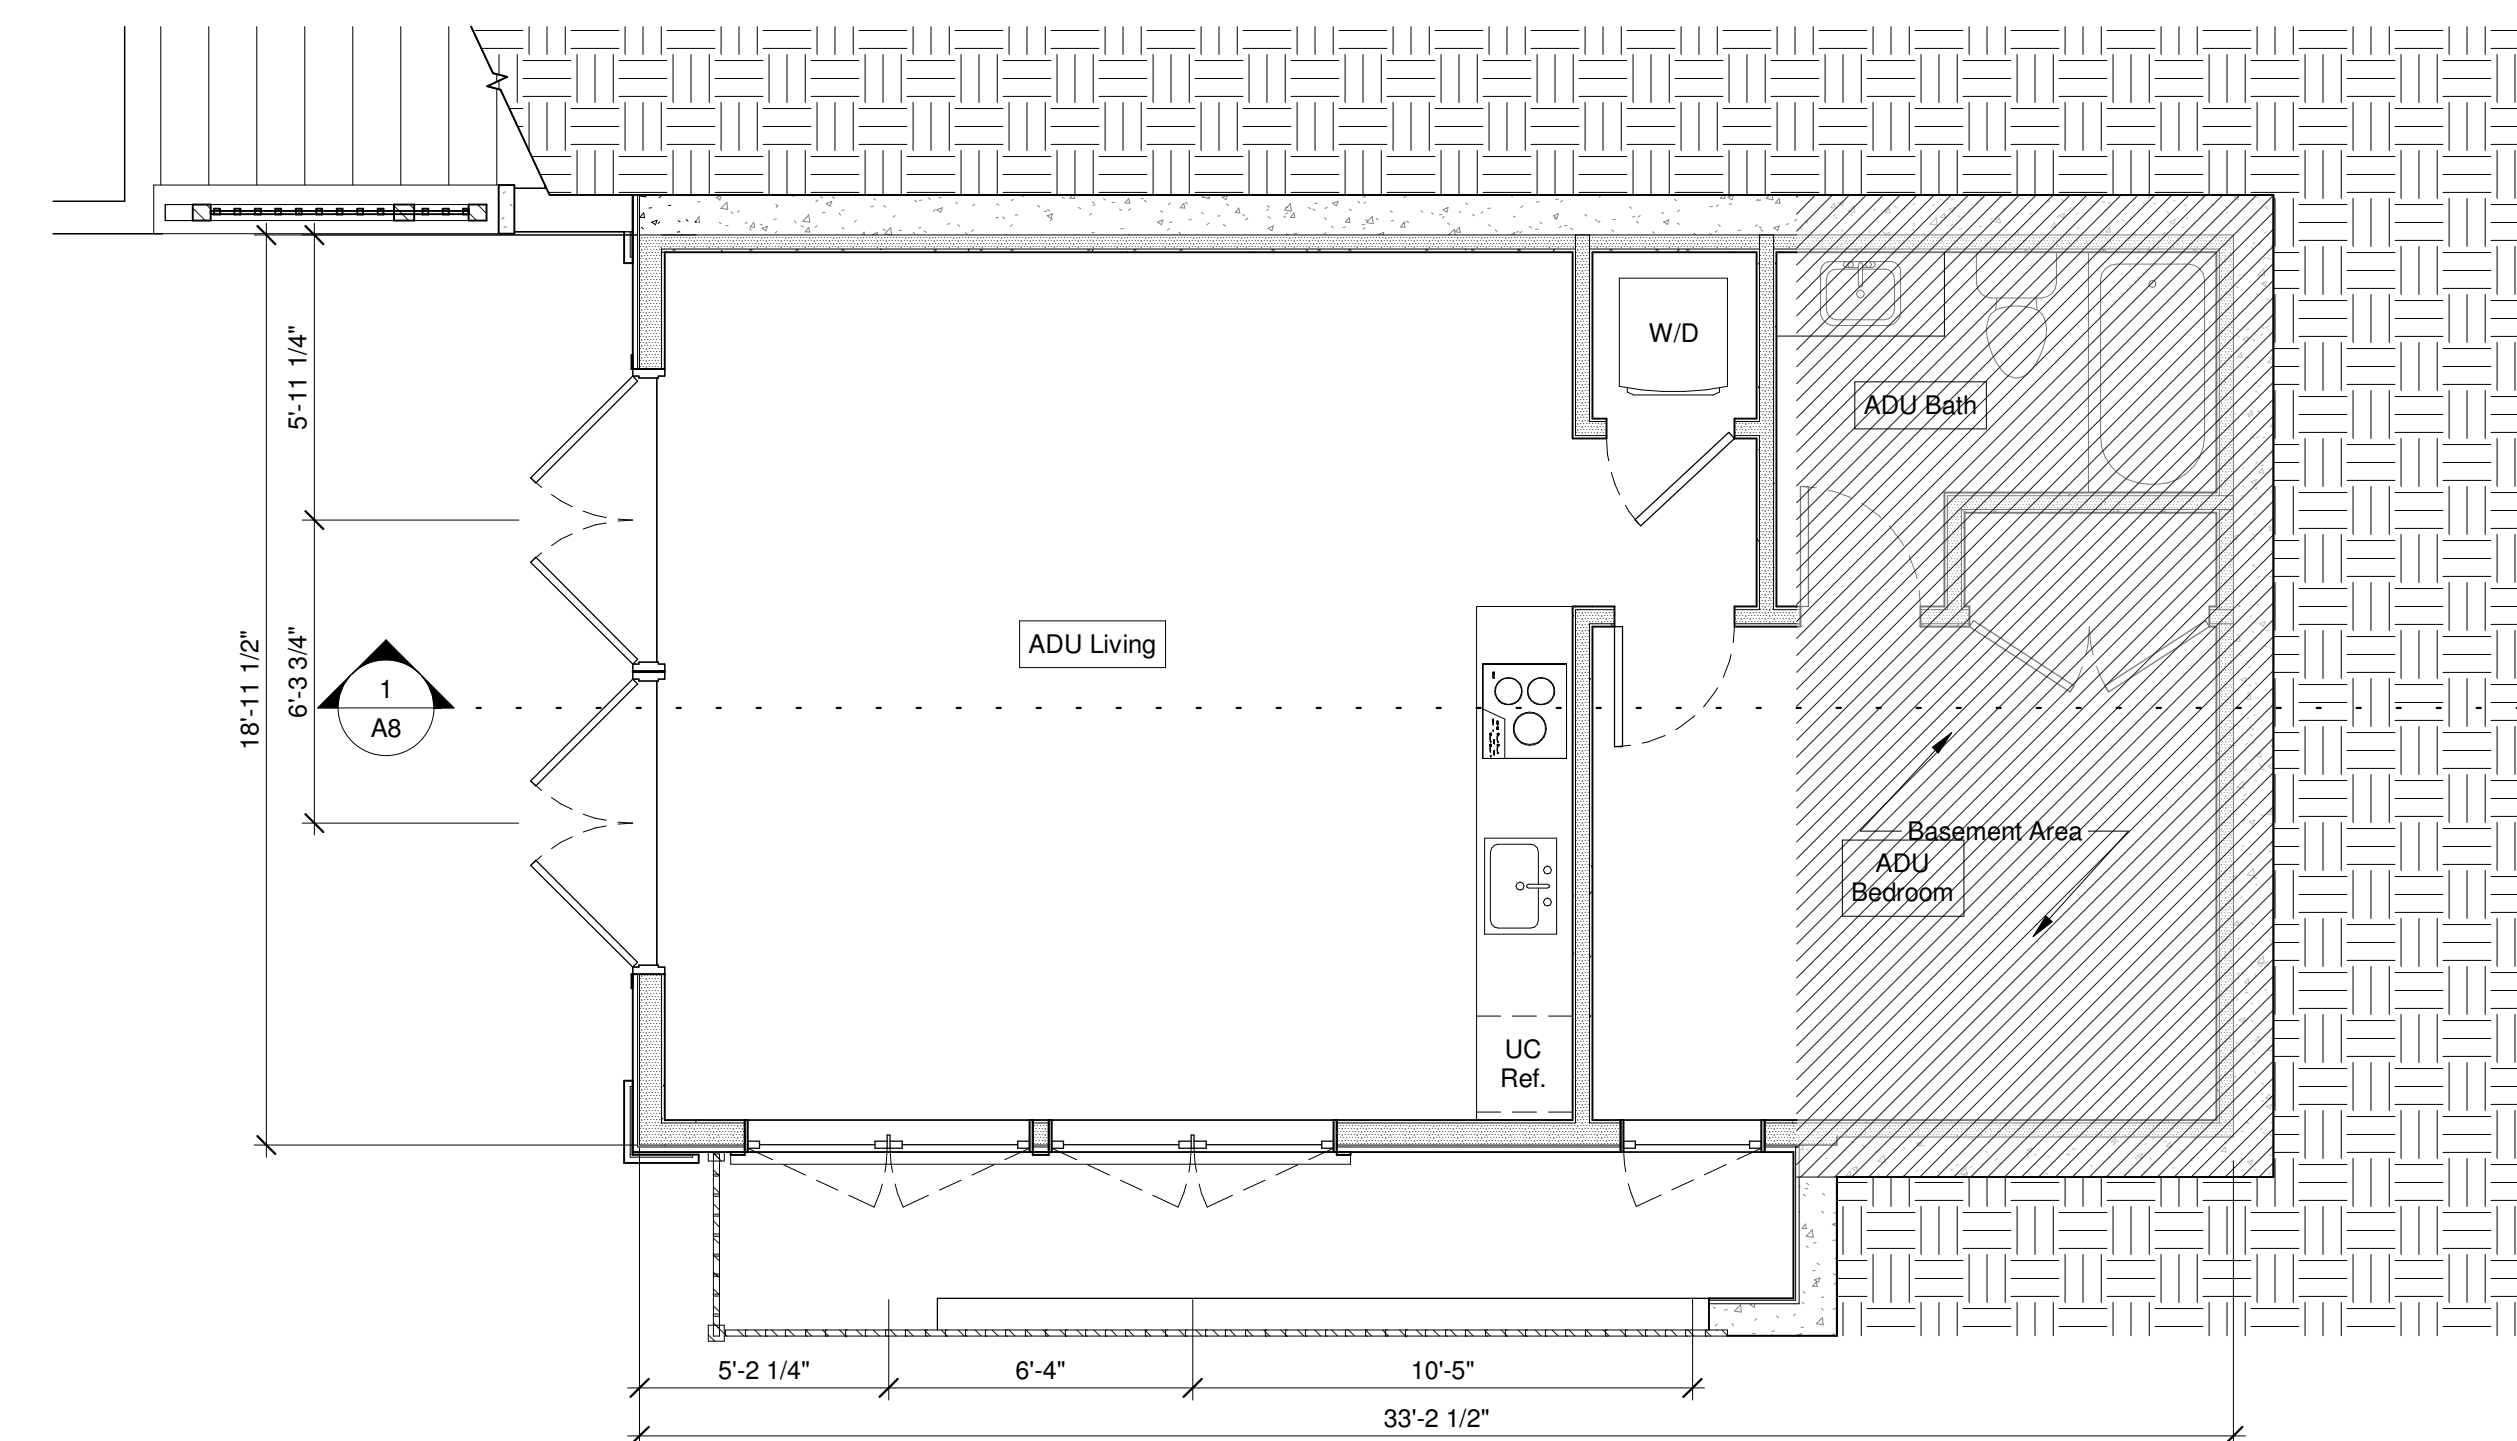 W/D
5'-11 1/4"
ADU Bath
18'-11 1/2"
6'-3 3/4"
ADU Living
1
A8
Basement Area
ADU
Bedroom
UC
Ref.
5'-2 1/4"
6'-4"
10'-5"
33'-2 1/2"